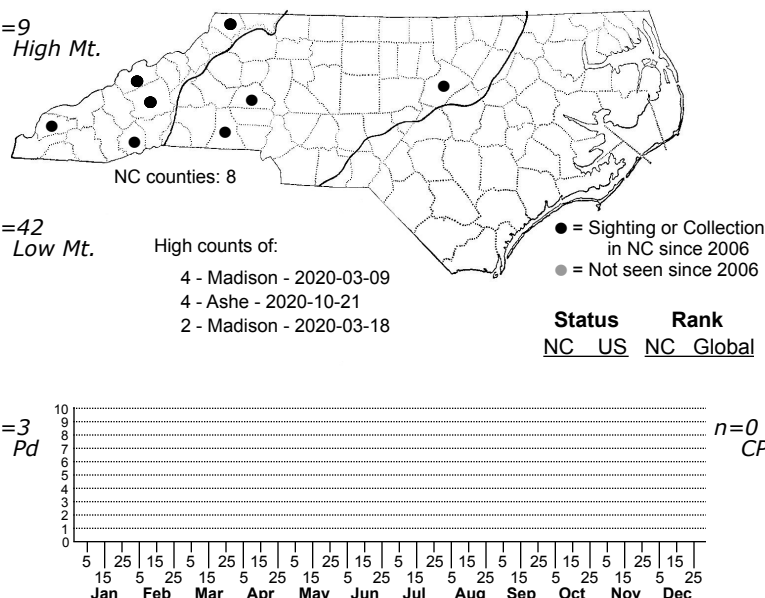 =9
High Mt.
NC counties: 8
=42
Low Mt.
High counts of:
4 - Madison - 2020-03-09
4 - Ashe - 2020-10-21
2 - Madison - 2020-03-18
● = Sighting or Collection
in NC since 2006
● = Not seen since 2006
Status Rank
NC US NC Global
=3
Pd
n=0
CP
10
9
8
7
6
5
4
3
2
1
0
5 25 15 5 25 15 5 25 15 5 25 15 5 25 15 5 25 15
15 5 25 15 5 25 15 5 25 15 5 25 15 5 25 15 5 25
Jan Feb Mar Apr May Jun Jul Aug Sep Oct Nov Dec